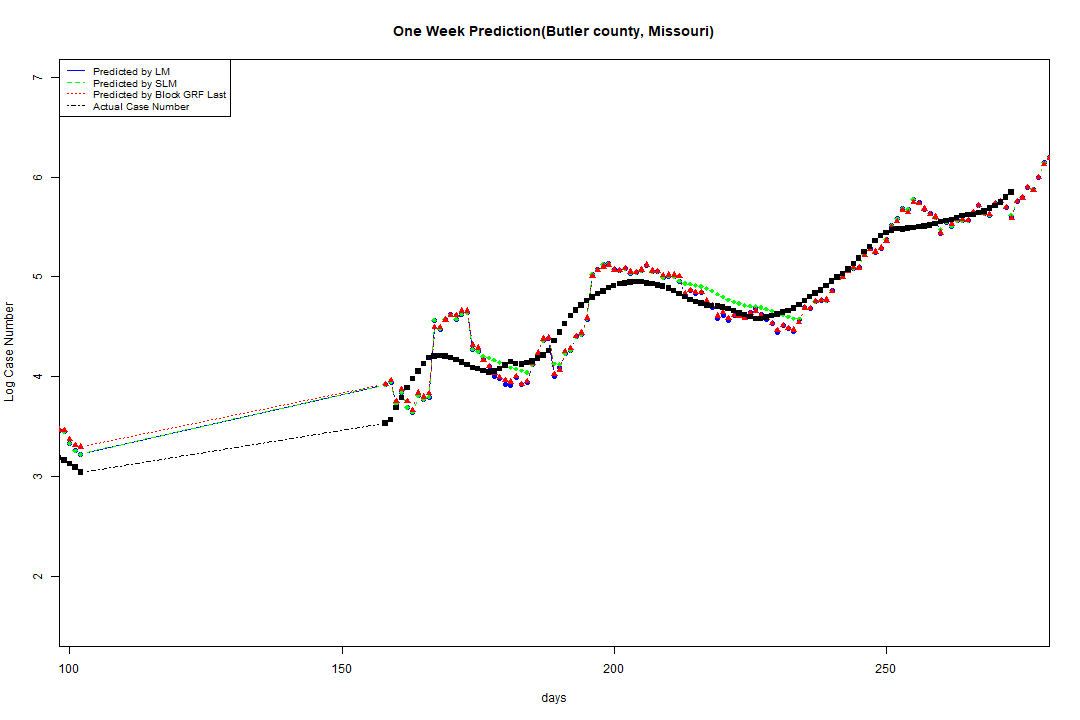 One Week Prediction(Butler county, Missouri)
Predicted by LM
Predicted by SLM
Predicted by Block GRF Last
Actual Case Number
7
6
5
4
3
2
Log Case Number
100 150 200 250
days